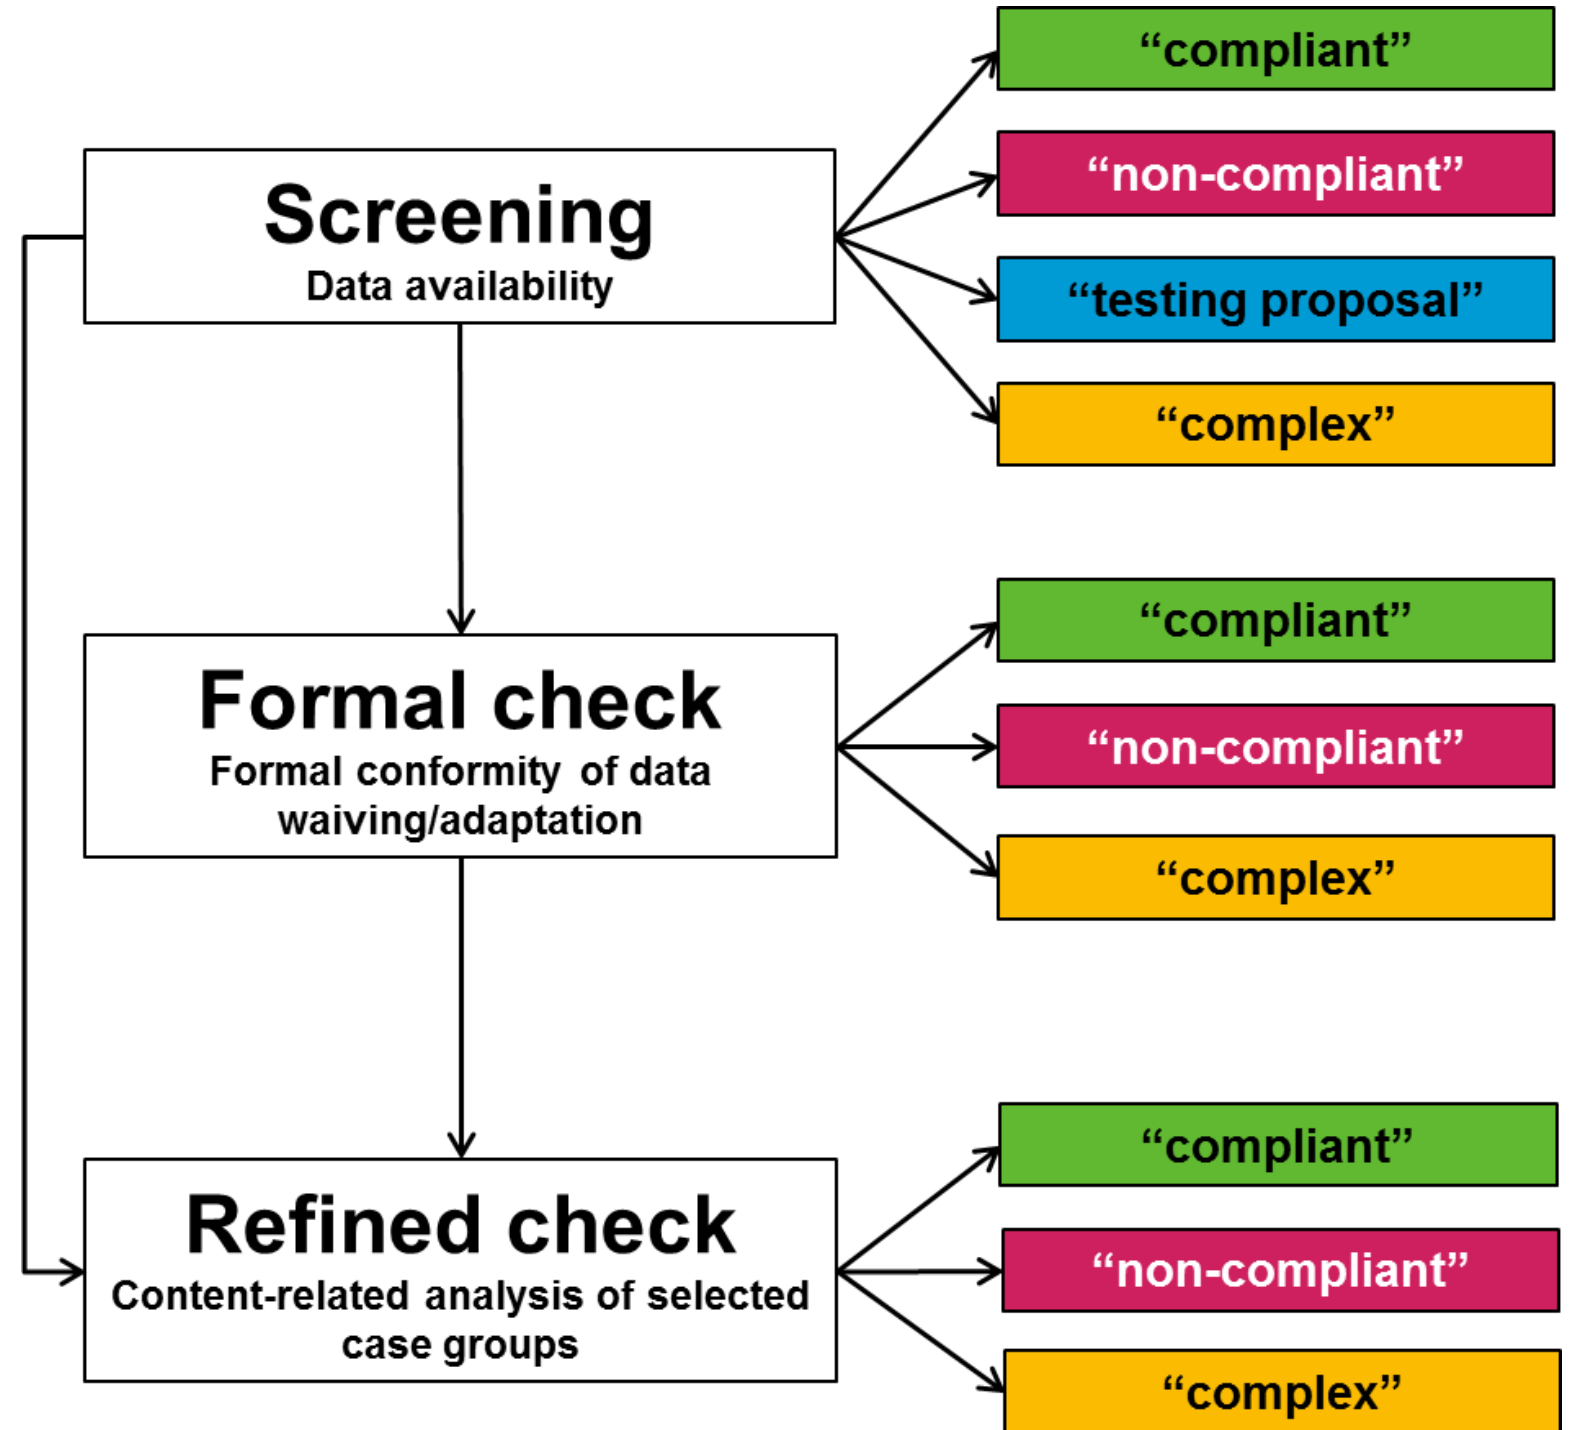 “compliant”
“non-compliant”
Screening
Data availability
“testing proposal”
“complex”
“compliant”
Formal check
Formal conformity of data
waiving/adaptation
“non-compliant”
“complex”
“compliant”
Refined check
Content-related analysis of selected
case groups
“non-compliant”
“complex”